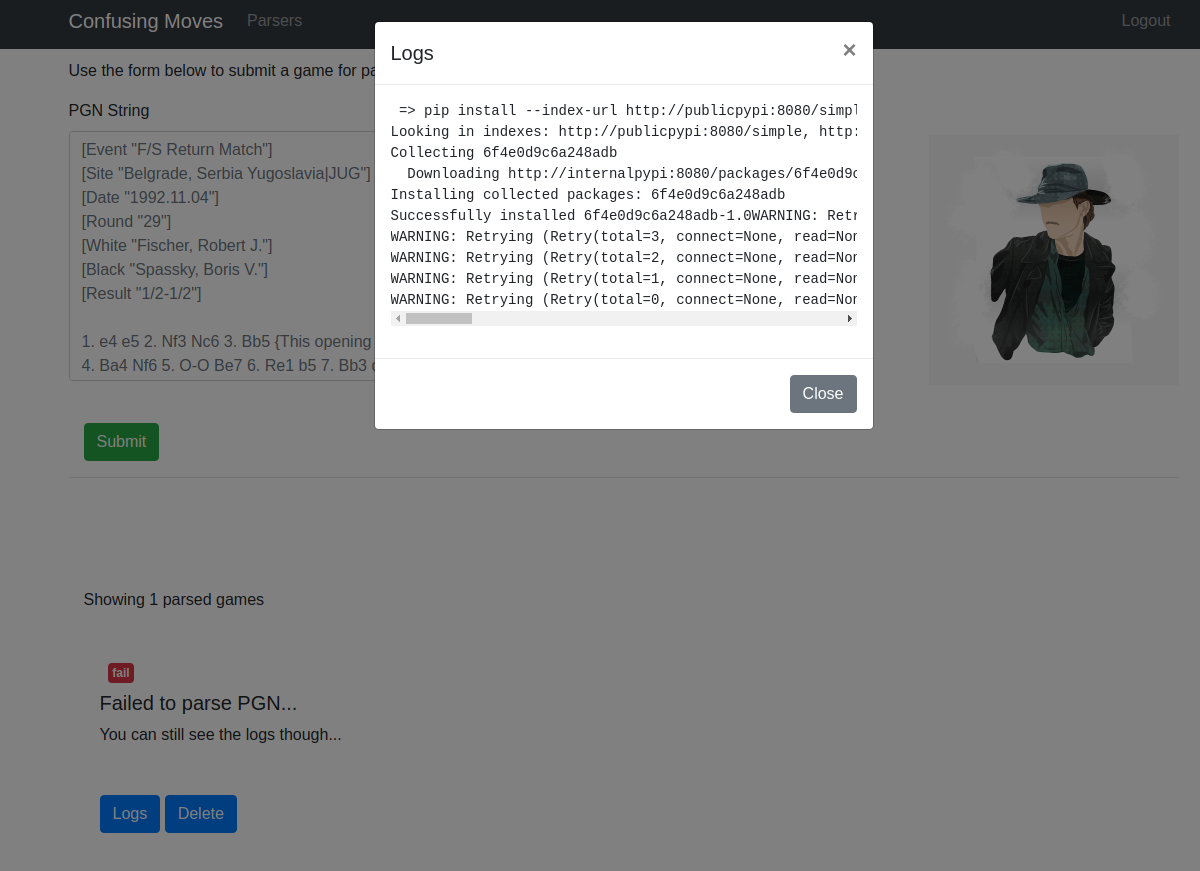 Confusing Moves Parsers Logout
Logs ×
Use the form below to submit a game for pa
PGN String
=> pip install --index-url http://publicpypi:8080/simpl
Looking in indexes: http://publicpypi:8080/simple, http:
Collecting 6f4e0d9c6a248adb
Downloading http://internalpypi:8080/packages/6f4e0d9c
Installing collected packages: 6f4e0d9c6a248adb
Successfully installed 6f4e0d9c6a248adb-1.0WARNING: Retr
WARNING: Retrying (Retry(total=3, connect=None, read=Non
WARNING: Retrying (Retry(total=2, connect=None, read=Non
WARNING: Retrying (Retry(total=1, connect=None, read=Non
WARNING: Retrying (Retry(total=0, connect=None, read=Non
Close
[Event "F/S Return Match"]
[Site "Belgrade, Serbia Yugoslavia|JUG"]
[Date "1992.11.04"]
[Round "29"]
[White "Fischer, Robert J."]
[Black "Spassky, Boris V."]
[Result "1/2-1/2"]
1. e4 e5 2. Nf3 Nc6 3. Bb5 {This opening
4. Ba4 Nf6 5. O-O Be7 6. Re1 b5 7. Bb3
Submit
Showing 1 parsed games
fail
Failed to parse PGN...
You can still see the logs though...
Logs Delete